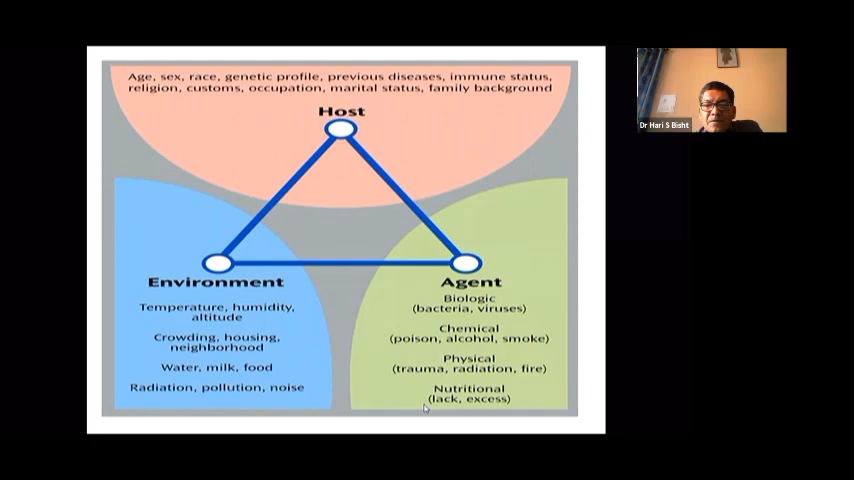 Age, sex, race, genetic profile, previous diseases, immune status,
religion, customs, occupation, marital status, family background
Host
Environment
Temperature, humidity,
altitude
Crowding, housing,
neighborhood
Water, milk, food
Radiation, pollution, noise
Agent
Biologic
(bacteria, viruses)
Chemical
(poison, alcohol, smoke)
Physical
(trauma, radiation, fire)
Nutritional
(lack, excess)
Dr Hari S Bisht